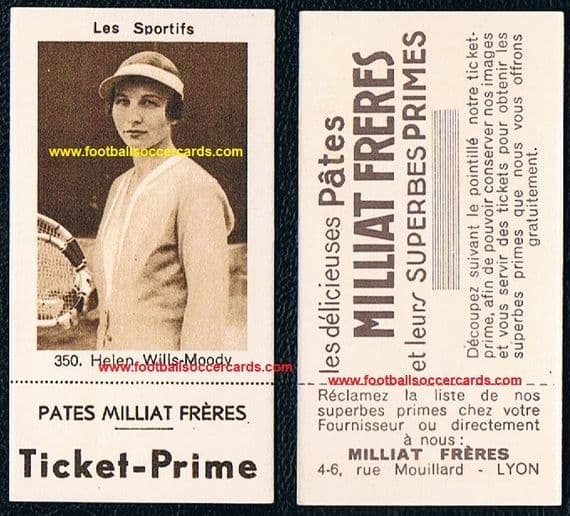 Les Sportifs
www.footballsoccercards.com
350. Helen Wills-Moody
www.footballsoccercards.com
PATES MILLIAT FRÈRES
Ticket-Prime
les délicieuses Pâtes
MILLIAT FRERES
et leurs SUPERBES PRIMES
Découpez suivant le pointillé notre ticket-
prime, afin de pouvoir conserver nos images
et vous servir des tickets pour obtenir les
superbes primes que nous vous offrons
gratuitement.
www.footballsoccercards.com
Réclamez la liste de nos
superbes primes chez votre
Fournisseur ou directement
à nous :
MILLIAT FRÈRES
4-6, rue Mouillard - LYON